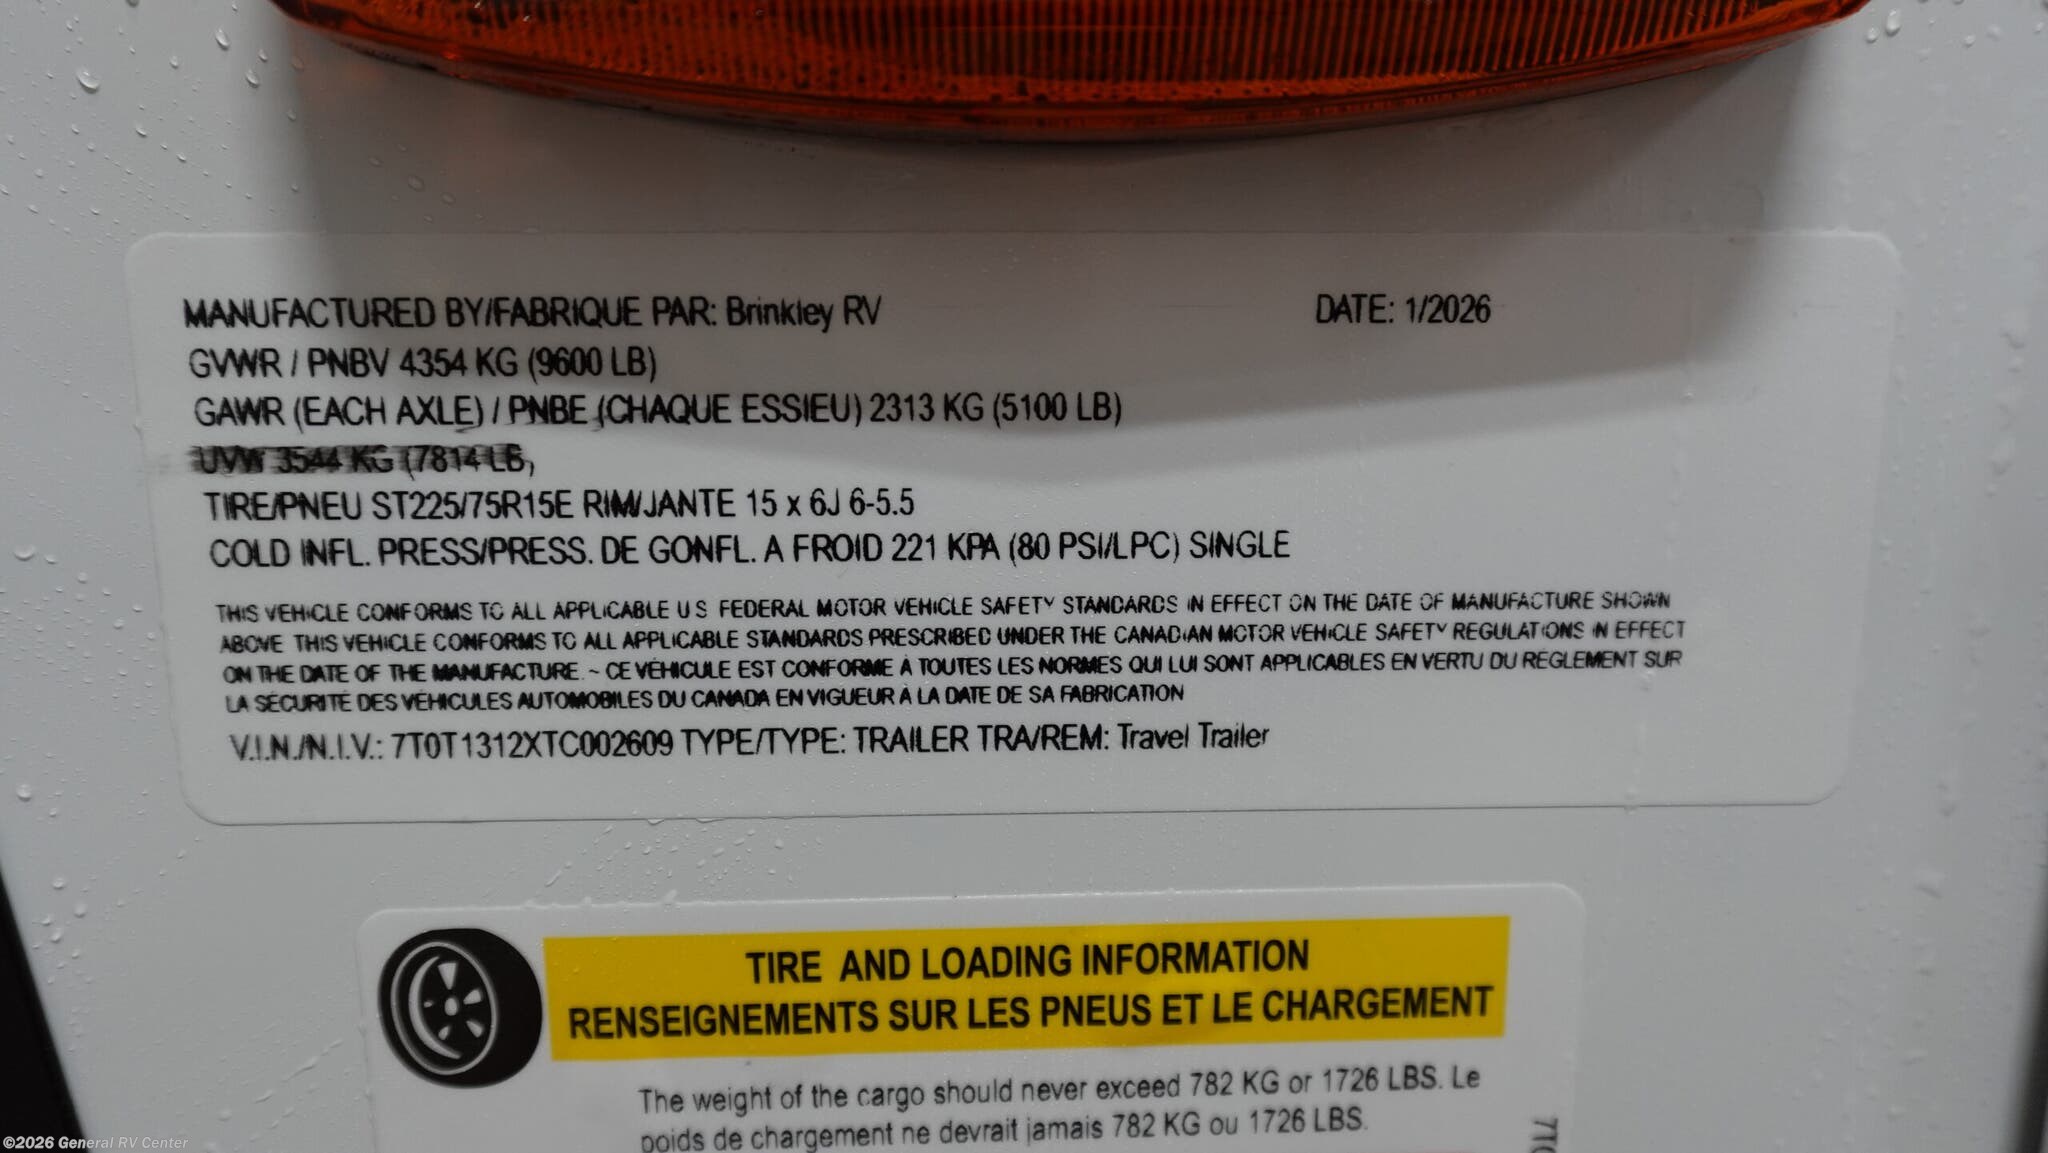 MANUFACTURED BY/FABRIQUE PAR: Brinkley RV DATE: 1/2026
GVWR / PNBV 4354 KG (9600 LB)
GAWR (EACH AXLE) / PNBE (CHAQUE ESSIEU) 2313 KG (5100 LB)
UVW 3544 KG (7814 LB)
TIRE/PNEU ST225/75R15E RIM/JANTE 15 x 6J 6-5.5
COLD INFL. PRESS/PRESS. DE GONFL. A FROID 221 KPA (80 PSI/LPC) SINGLE
THIS VEHICLE CONFORMS TO ALL APPLICABLE U S FEDERAL MOTOR VEHICLE SAFETY STANDARDS IN EFFECT ON THE DATE OF MANUFACTURE SHOWN
ABOVE THIS VEHICLE CONFORMS TO ALL APPLICABLE STANDARDS PRESCRIBED UNDER THE CANADIAN MOTOR VEHICLE SAFETY REGULATIONS IN EFFECT
ON THE DATE OF THE MANUFACTURE. ~ CE VÉHICULE EST CONFORME À TOUTES LES NORMES QUI LUI SONT APPLICABLES EN VERTU DU RÈGLEMENT SUR
LA SÉCURITÉ DES VÉHICULES AUTOMOBILES DU CANADA EN VIGUEUR À LA DATE DE SA FABRICATION
V.I.N./N.I.V.: 7T0T1312XTC002609 TYPE/TYPE: TRAILER TRA/REM: Travel Trailer
TIRE AND LOADING INFORMATION
RENSEIGNEMENTS SUR LES PNEUS ET LE CHARGEMENT
The weight of the cargo should never exceed 782 KG or 1726 LBS. Le
poids de chargement ne devrait jamais 782 KG ou 1726 LBS.
©2026 General RV Center